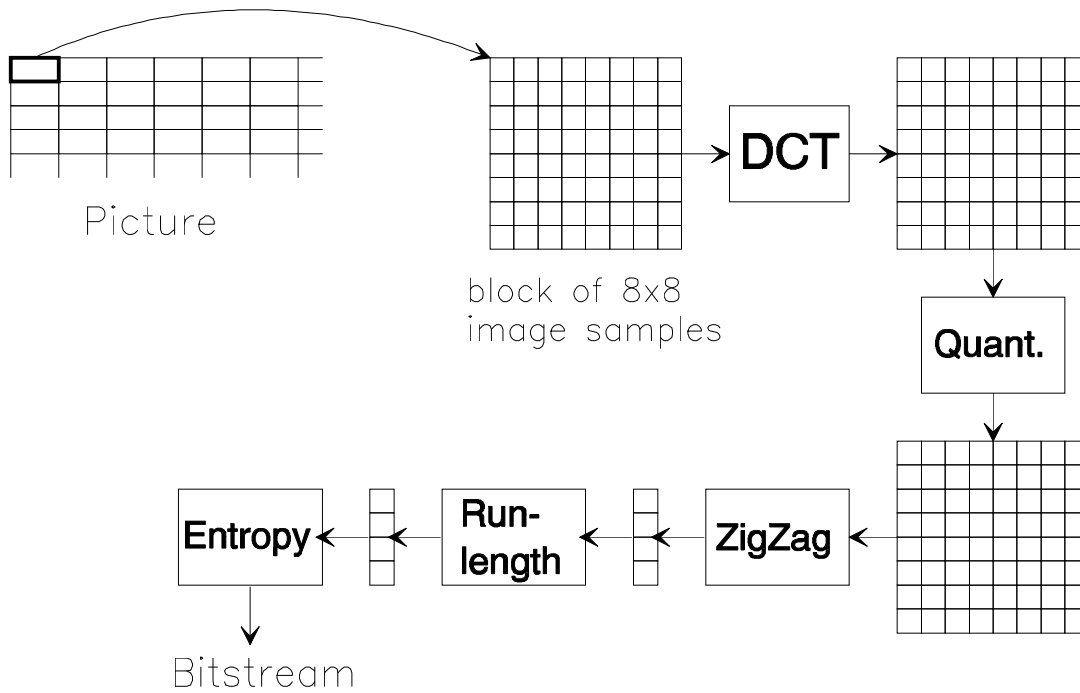 Picture
block of 8x8
image samples
DCT
Quant.
ZigZag
Run-
length
Entropy
Bitstream